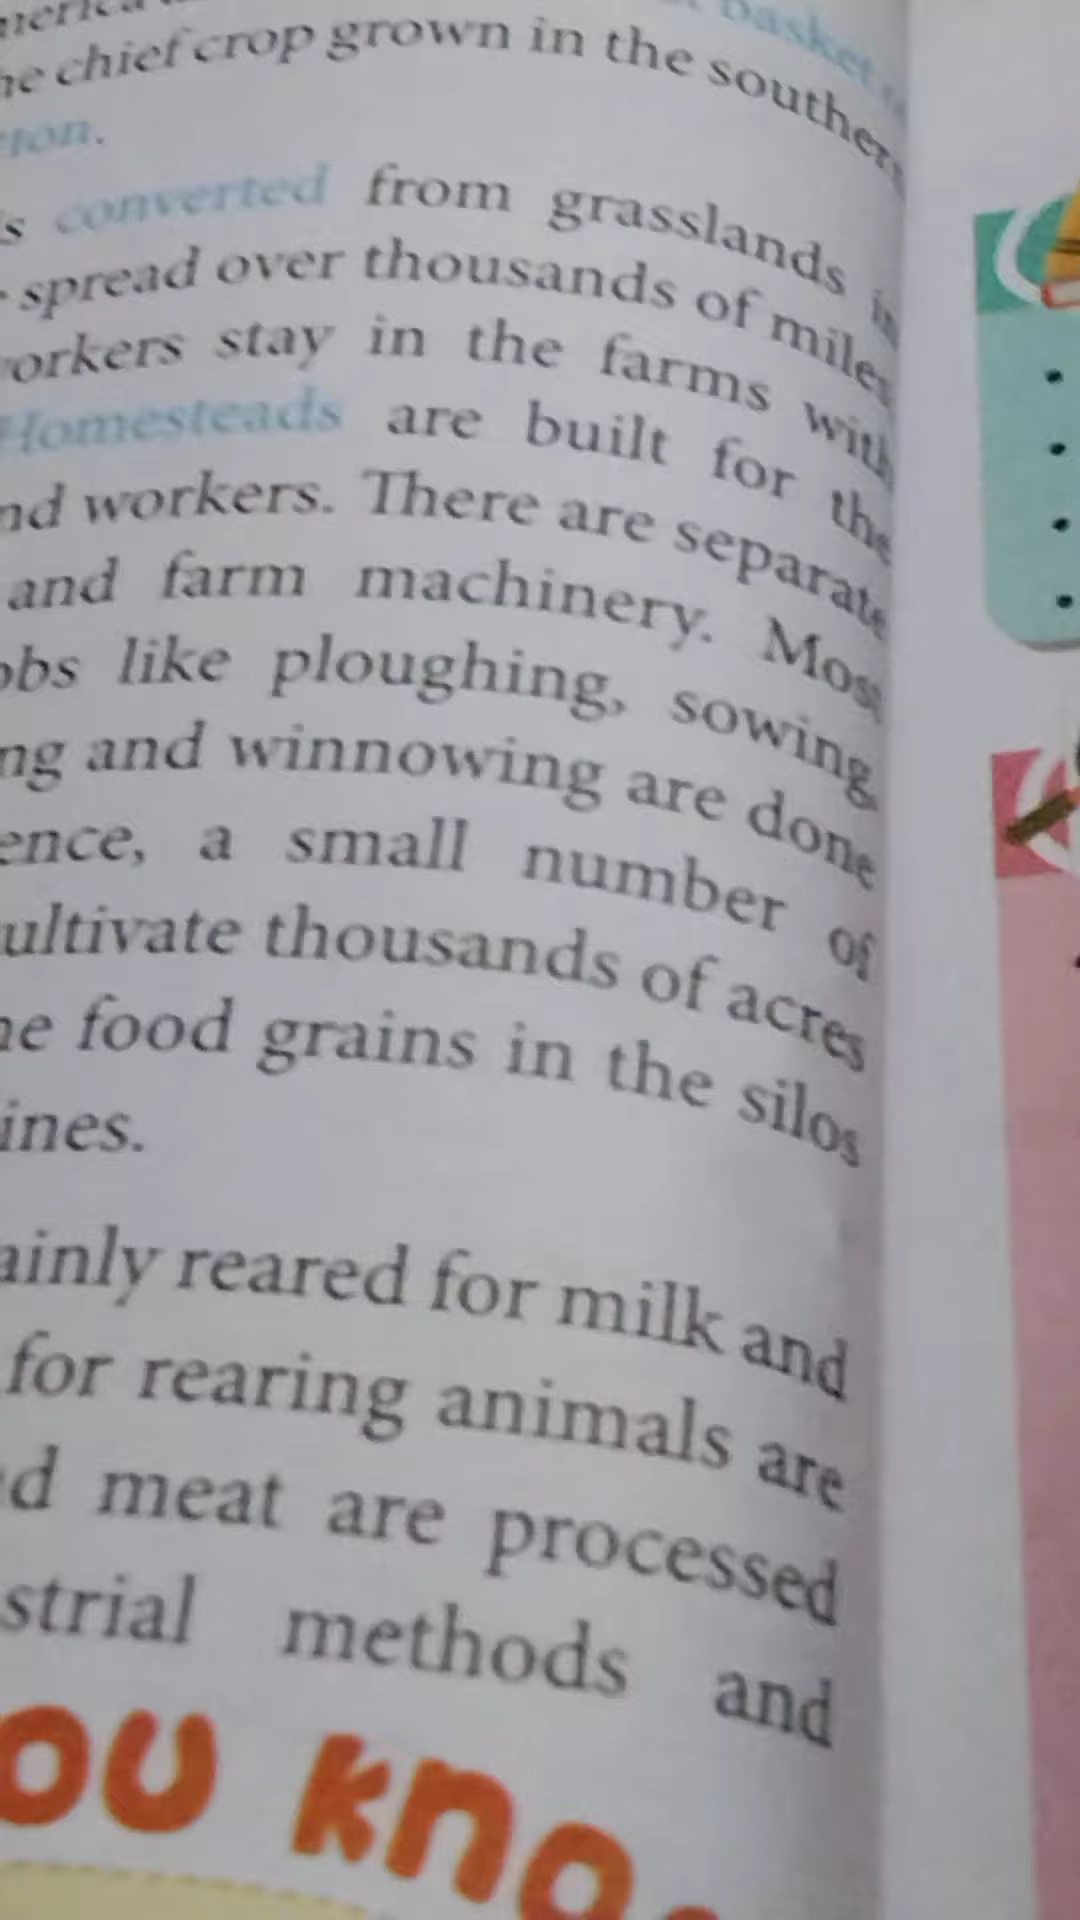 basket
chief crop grown in the southern
s converted from grasslands in
spread over thousands of miles
orkers stay in the farms with
Homesteads are built for the
nd workers. There are separate
and farm machinery. Most
obs like ploughing, sowing,
ng and winnowing are done
ence, a small number of
ultivate thousands of acres
he food grains in the silos
ines.
ainly reared for milk and
for rearing animals are
d meat are processed
strial methods and
ou kno